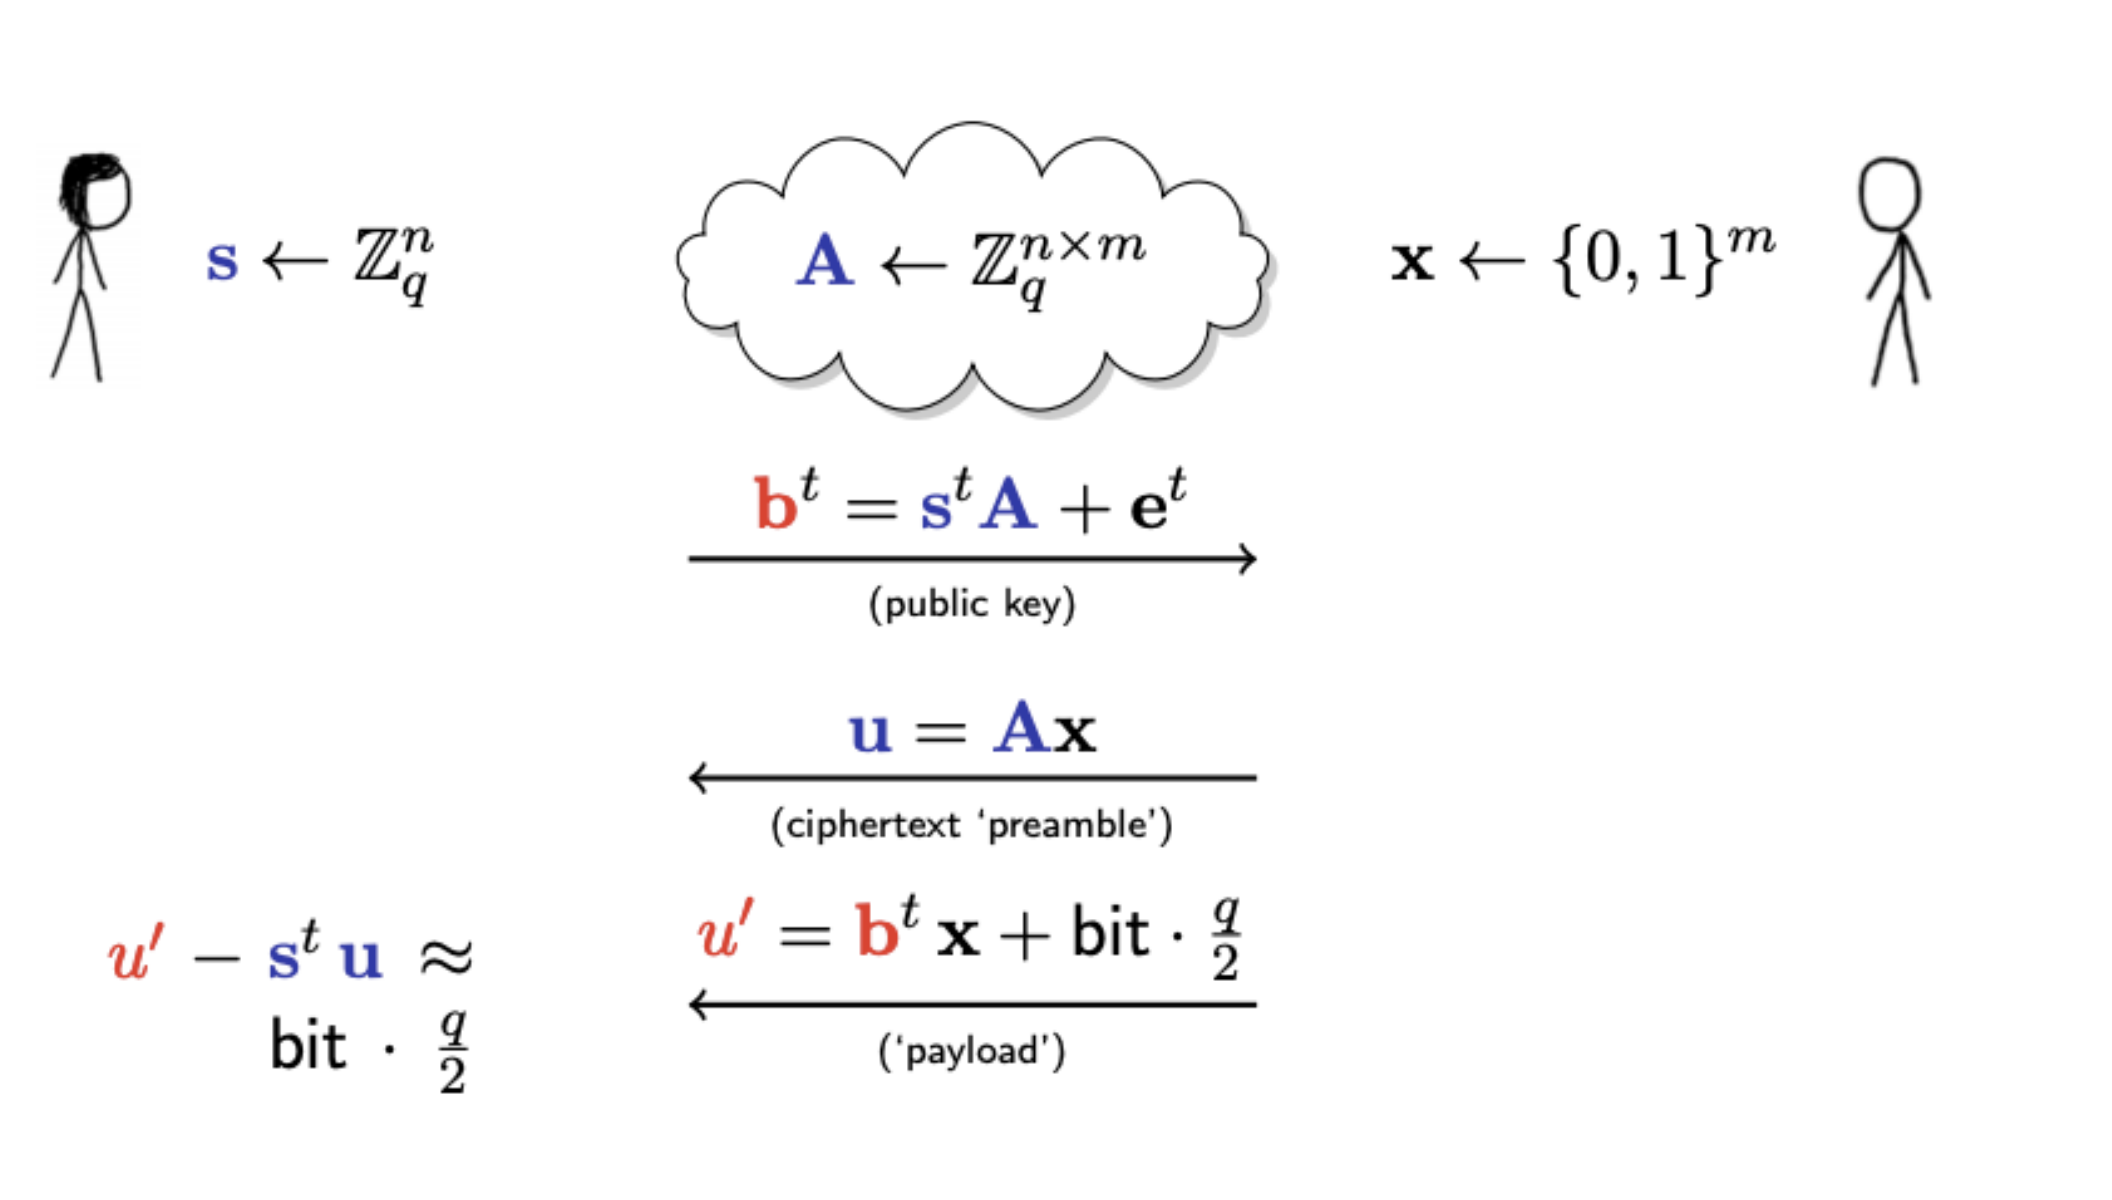 s ← ℤ_q^n
A ← ℤ_q^{n×m}
x ← {0, 1}^m
b^t = s^t A + e^t
(public key)
u = Ax
(ciphertext ‘preamble’)
u′ = b^t x + bit · q/2
(‘payload’)
u′ − s^t u ≈
bit · q/2